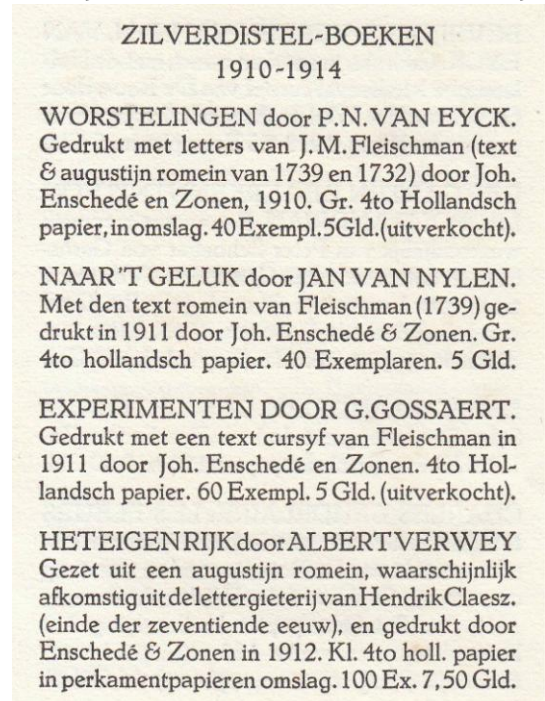 ZILVERDISTEL-BOEKEN
1910-1914
WORSTELINGEN door P.N. VAN EYCK.
Gedrukt met letters van J. M. Fleischman (text
& augustijn romein van 1739 en 1732) door Joh.
Enschedé en Zonen, 1910. Gr. 4to Hollandsch
papier, in omslag. 40 Exempl. 5 Gld. (uitverkocht).
NAAR 'T GELUK door JAN VAN NYLEN.
Met den text romein van Fleischman (1739) ge-
drukt in 1911 door Joh. Enschedé & Zonen. Gr.
4to hollandsch papier. 40 Exemplaren. 5 Gld.
EXPERIMENTEN DOOR G.GOSSAERT.
Gedrukt met een text cursyf van Fleischman in
1911 door Joh. Enschedé en Zonen. 4to Hol-
landsch papier. 60 Exempl. 5 Gld. (uitverkocht).
HET EIGEN RIJK door ALBERT VERWEY
Gezet uit een augustijn romein, waarschijnlijk
afkomstig uit de lettergieterij van Hendrik Claesz.
(einde der zeventiende eeuw), en gedrukt door
Enschedé & Zonen in 1912. Kl. 4to holl. papier
in perkamentpapieren omslag. 100 Ex. 7,50 Gld.